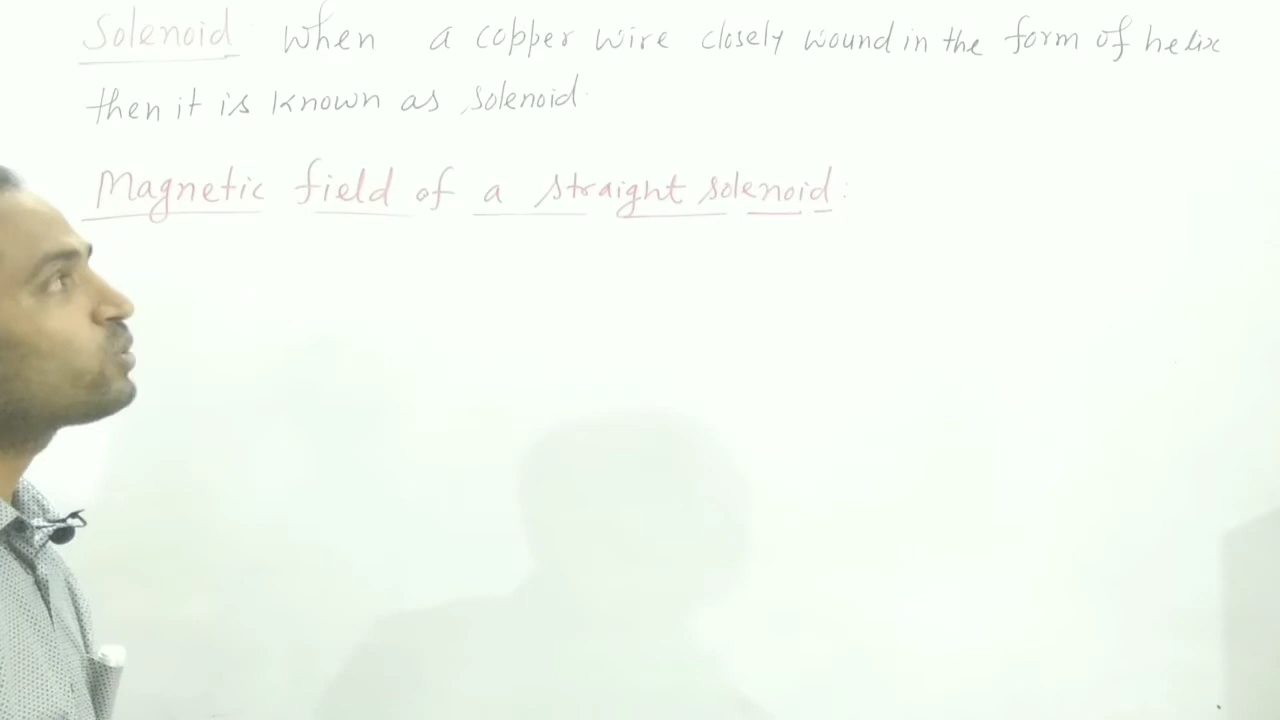 Solenoid when a copper wire closely wound in the form of helix
then it is known as solenoid.
Magnetic field of a straight solenoid: